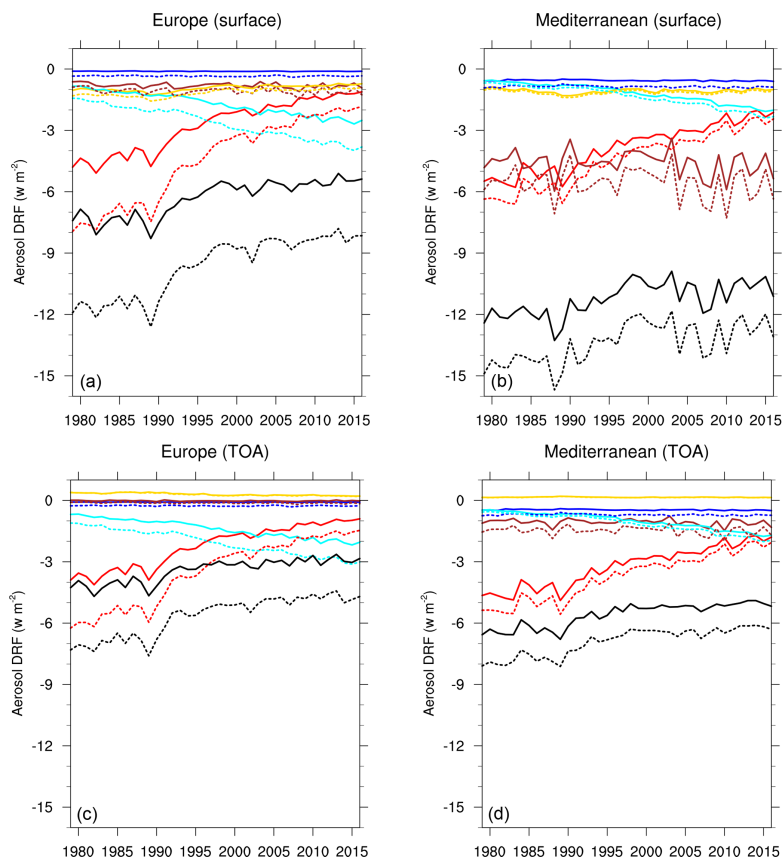 Europe (surface)
Mediterranean (surface)
0
-3
-6
-9
-12
-15
Aerosol DRF (w m-2)
(a)
1980 1985 1990 1995 2000 2005 2010 2015
0
-3
-6
-9
-12
-15
Aerosol DRF (w m-2)
(b)
1980 1985 1990 1995 2000 2005 2010 2015
Europe (TOA)
Mediterranean (TOA)
0
-3
-6
-9
-12
-15
Aerosol DRF (w m-2)
(c)
1980 1985 1990 1995 2000 2005 2010 2015
0
-3
-6
-9
-12
-15
Aerosol DRF (w m-2)
(d)
1980 1985 1990 1995 2000 2005 2010 2015